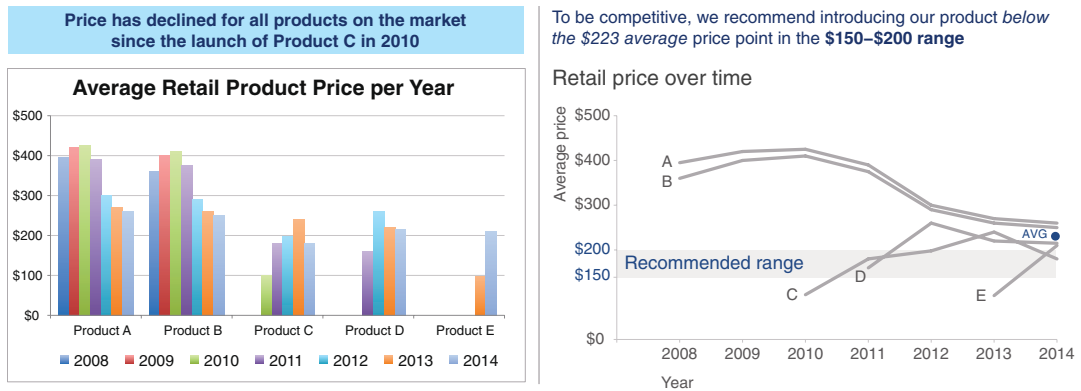 Price has declined for all products on the market
since the launch of Product C in 2010
Average Retail Product Price per Year
$500
$400
$300
$200
$100
$0
Product A
Product B
Product C
Product D
Product E
2008
2009
2010
2011
2012
2013
2014
To be competitive, we recommend introducing our product below
the $223 average price point in the $150–$200 range
Retail price over time
Average price
$500
$400
$300
$200
$150
$0
A
B
C
D
E
AVG
Recommended range
2008
2009
2010
2011
2012
2013
2014
Year